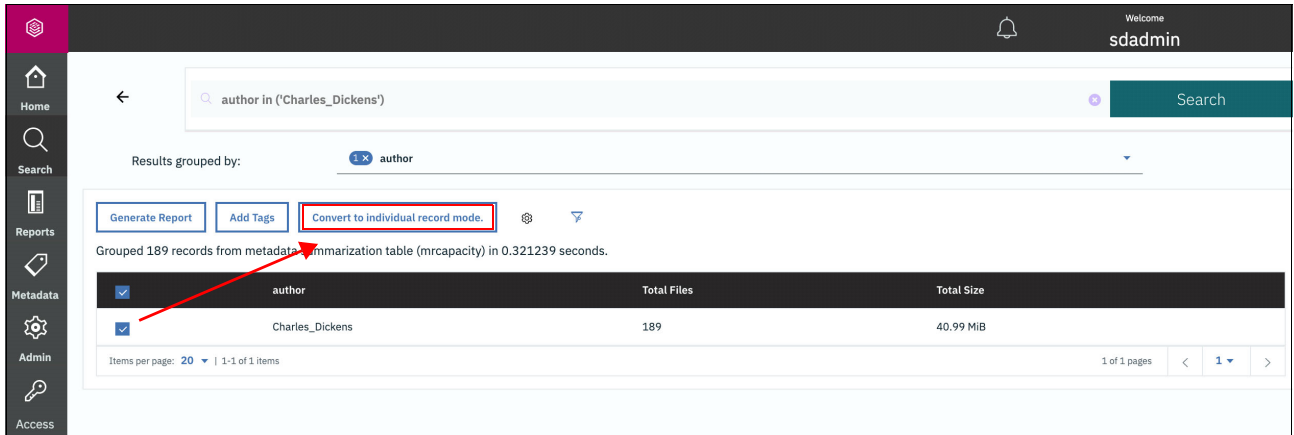 Welcome
sdadmin
Home
Search
Reports
Metadata
Admin
Access
author in ('Charles_Dickens')
Search
Results grouped by:
1 × author
Generate Report
Add Tags
Convert to individual record mode.
Grouped 189 records from metadata summarization table (mrcapacity) in 0.321239 seconds.
author Total Files Total Size
Charles_Dickens 189 40.99 MiB
Items per page: 20 | 1-1 of 1 items
1 of 1 pages
1